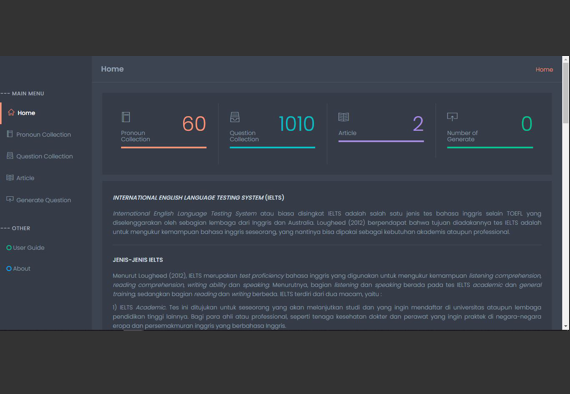 Home
Home
--- MAIN MENU
Home
Pronoun Collection
Question Collection
Article
Generate Question
--- OTHER
User Guide
About
Pronoun
Collection
60
Question
Collection
1010
Article
2
Number of
Generate
0
INTERNATIONAL ENGLISH LANGUAGE TESTING SYSTEM (IELTS)
International English Language Testing System atau biasa disingkat IELTS adalah salah satu jenis tes bahasa Inggris selain TOEFL yang
diselenggarakan oleh sebagian lembaga dari Inggris dan Australia. Lougheed (2012) berpendapat bahwa tujuan diadakannya tes IELTS adalah
untuk mengukur kemampuan bahasa Inggris seseorang, yang nantinya bisa dipakai sebagai kebutuhan akademis ataupun professional.
JENIS-JENIS IELTS
Menurut Lougheed (2012), IELTS merupakan test proficiency bahasa inggris yang digunakan untuk mengukur kemampuan listening comprehension,
reading comprehension, writing ability dan speaking. Menurutnya, bagian listening dan speaking berada pada tes IELTS academic dan general
training, sedangkan bagian reading dan writing berbeda. IELTS terdiri dari dua macam, yaitu :
1) IELTS Academic: Tes ini ditujukan untuk seseorang yang akan melanjutkan studi dan yang ingin mendaftar di universitas ataupun lembaga
pendidikan tinggi lainnya. Bagi para ahli atau professional, seperti tenaga kesehatan dokter dan perawat yang ingin praktek di negara-negara
eropa dan persemakmuran Inggris yang berbahasa Inggris.